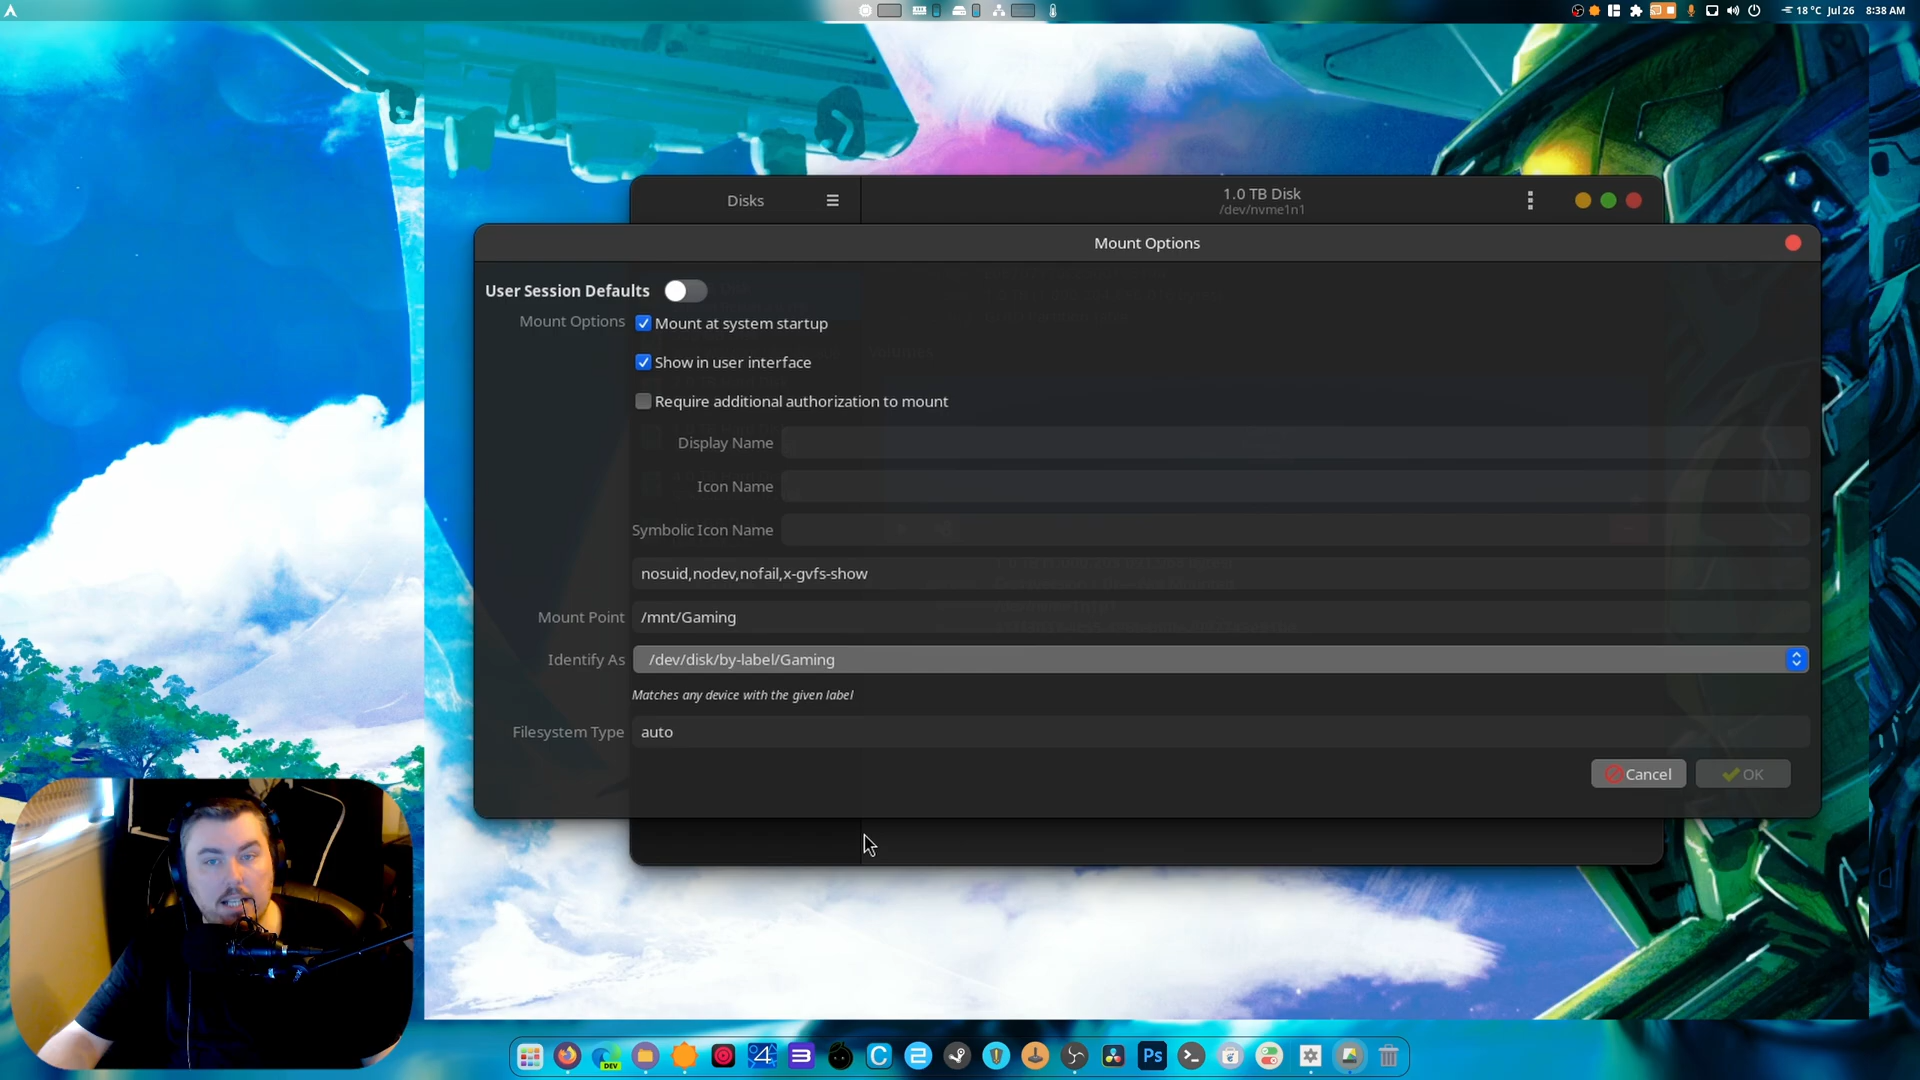 18 °C Jul 26 8:38 AM
Disks
1.0 TB Disk
/dev/nvme1n1
Mount Options
User Session Defaults
Mount Options
Mount at system startup
Show in user interface
Require additional authorization to mount
Display Name
Icon Name
Symbolic Icon Name
nosuid,nodev,nofail,x-gvfs-show
Mount Point /mnt/Gaming
Identify As /dev/disk/by-label/Gaming
Matches any device with the given label
Filesystem Type auto
Cancel OK
DEV
Ps